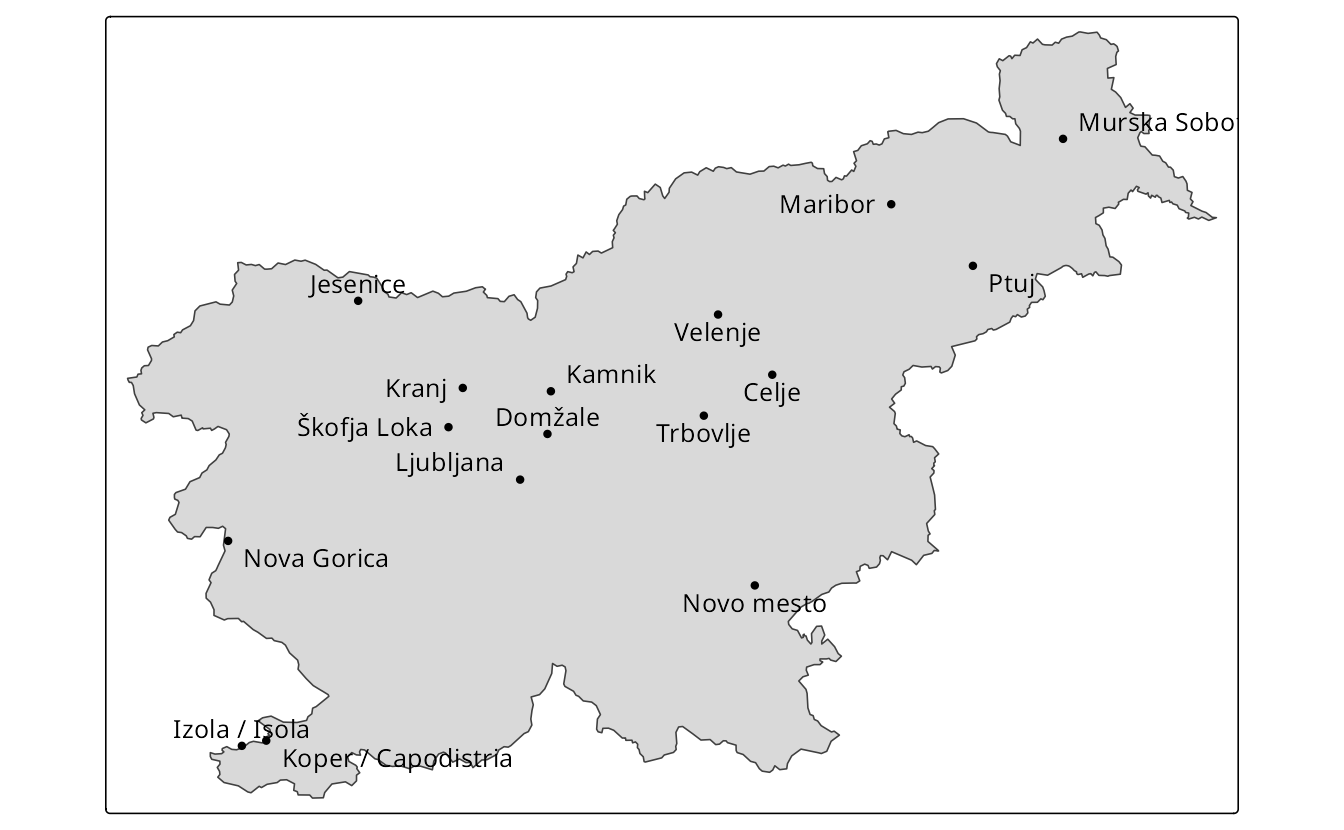 Murska Sobo
Maribor
Ptuj
Jesenice
Velenje
Kamnik
Kranj
Celje
Domžale
Škofja Loka
Trbovlje
Ljubljana
Nova Gorica
Novo mesto
Izola / Isola
Koper / Capodistria